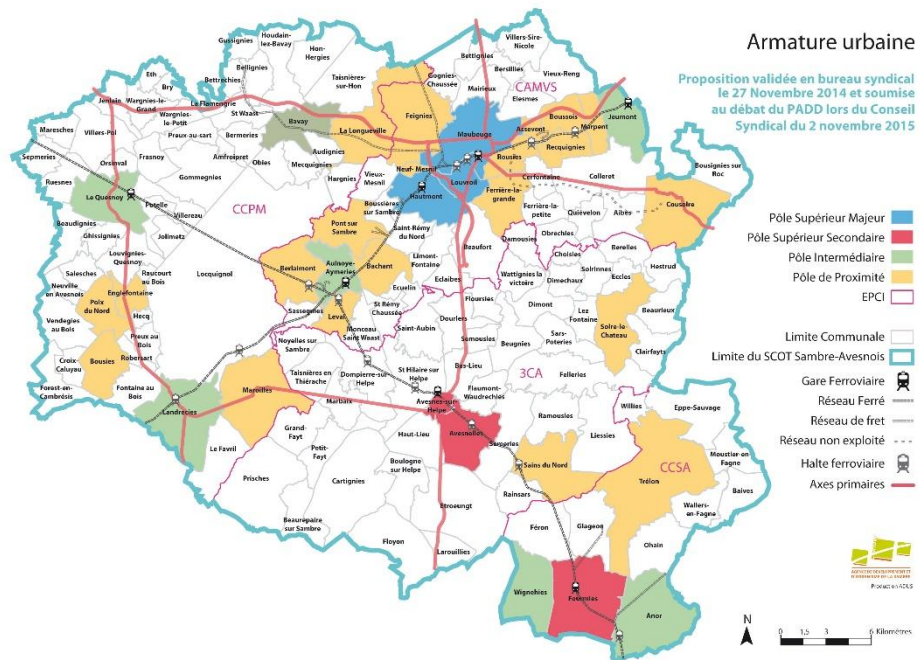 Armature urbaine
Proposition validée en bureau syndical
le 27 Novembre 2014 et soumise
au débat du PADD lors du Conseil
Syndical du 2 novembre 2015
Pôle Supérieur Majeur
Pôle Supérieur Secondaire
Pôle Intermédiaire
Pôle de Proximité
EPCI
Limite Communale
Limite du SCOT Sambre-Avesnois
Gare Ferroviaire
Réseau Ferré
Réseau de fret
Réseau non exploité
Halte ferroviaire
Axes primaires
Production ADUS
N
0 1,5 3 6 Kilomètres
CAMVS
CCPM
3CA
CCSA
Gussignies
Houdain-
lez-Bavay
Hon-
Hergies
Bettignies
Villers-Sire-
Nicole
Eth
Bry
Bettrechies
Bellignies
Taisnières-
sur-Hon
Gognies-
Chaussée
Bersillies
Vieux-Reng
Mairieux
Elesmes
Jenlain
Wargnies-le-
Grand
La Flamengrie
St Waast
Wargnies-
le-Petit
Bavay
La Longueville
Feignies
Maubeuge
Assevent
Boussois
Marpent
Jeumont
Recquignies
Maresches
Villers-Pol
Preux-au-sart
Bermeries
Audignies
Mecquignies
Obies
Amfroipret
Frasnoy
Orsinval
Sepmeries
Ruesnes
Gommegnies
Hargnies
Vieux-
Mesnil
Neuf-Mesnil
Louvroil
Rousies
Cerfontaine
Colleret
Bousignies sur
Roc
Hautmont
Ferrière-la-
grande
Ferrière-la-
petite
Quiévelon
Aibes
Cousolre
Le Quesnoy
Potelle
Villereau
Jolimetz
Boussières
sur Sambre
Pont sur
Sambre
Saint-Rémy
du Nord
Beaufort
Damousies
Obrechies
Choisies
Berelles
Beaudignies
Ghissignies
Louvignies-
Quesnoy
Locquignol
Berlaimont
Aulnoye-
Aymeries
Bachant
Limont-
Fontaine
Eclaibes
Wattignies la
victoire
Dimechaux
Solrinnes
Eccles
Hestrud
Salesches
Neuville
en Avesnois
Raucourt
au Bois
Englefontaine
Poix
du Nord
Hecq
Sassegnies
Leval
Ecuelin
St Rémy
Chaussée
Floursies
Dimont
Lez
Fontaine
Beaurieux
Solre-le-
Chateau
Vendegies
au Bois
Preux au
Bois
Robersart
Bousies
Croix-
Caluyau
Forest-en-
Cambrésis
Fontaine au
Bois
Noyelles sur
Sambre
Monceau
Saint Waast
Saint-Aubin
Dourlers
Semousies
Beugnies
Sars-
Poteries
Clairfayts
Bas-Lieu
Felleries
Landrecies
Maroilles
Taisnières en
Thiérache
Dompierre-sur-
Helpe
St Hilaire sur
Helpe
Flaumont-
Waudrechies
Marbaix
Avesnes-sur-
Helpe
Avesnelles
Ramousies
Willies
Eppe-Sauvage
Liessies
Le Favril
Grand-
Fayt
Petit-
Fayt
Haut-Lieu
Semeries
Sains du Nord
Moustier-en-
Fagne
Trélon
Baives
Prisches
Cartignies
Boulogne
sur Helpe
Etroeungt
Rainsars
Wallers-
en-Fagne
Beaurepaire
sur Sambre
Floyon
Larouillies
Féron
Glageon
Ohain
Wignehies
Fourmies
Anor